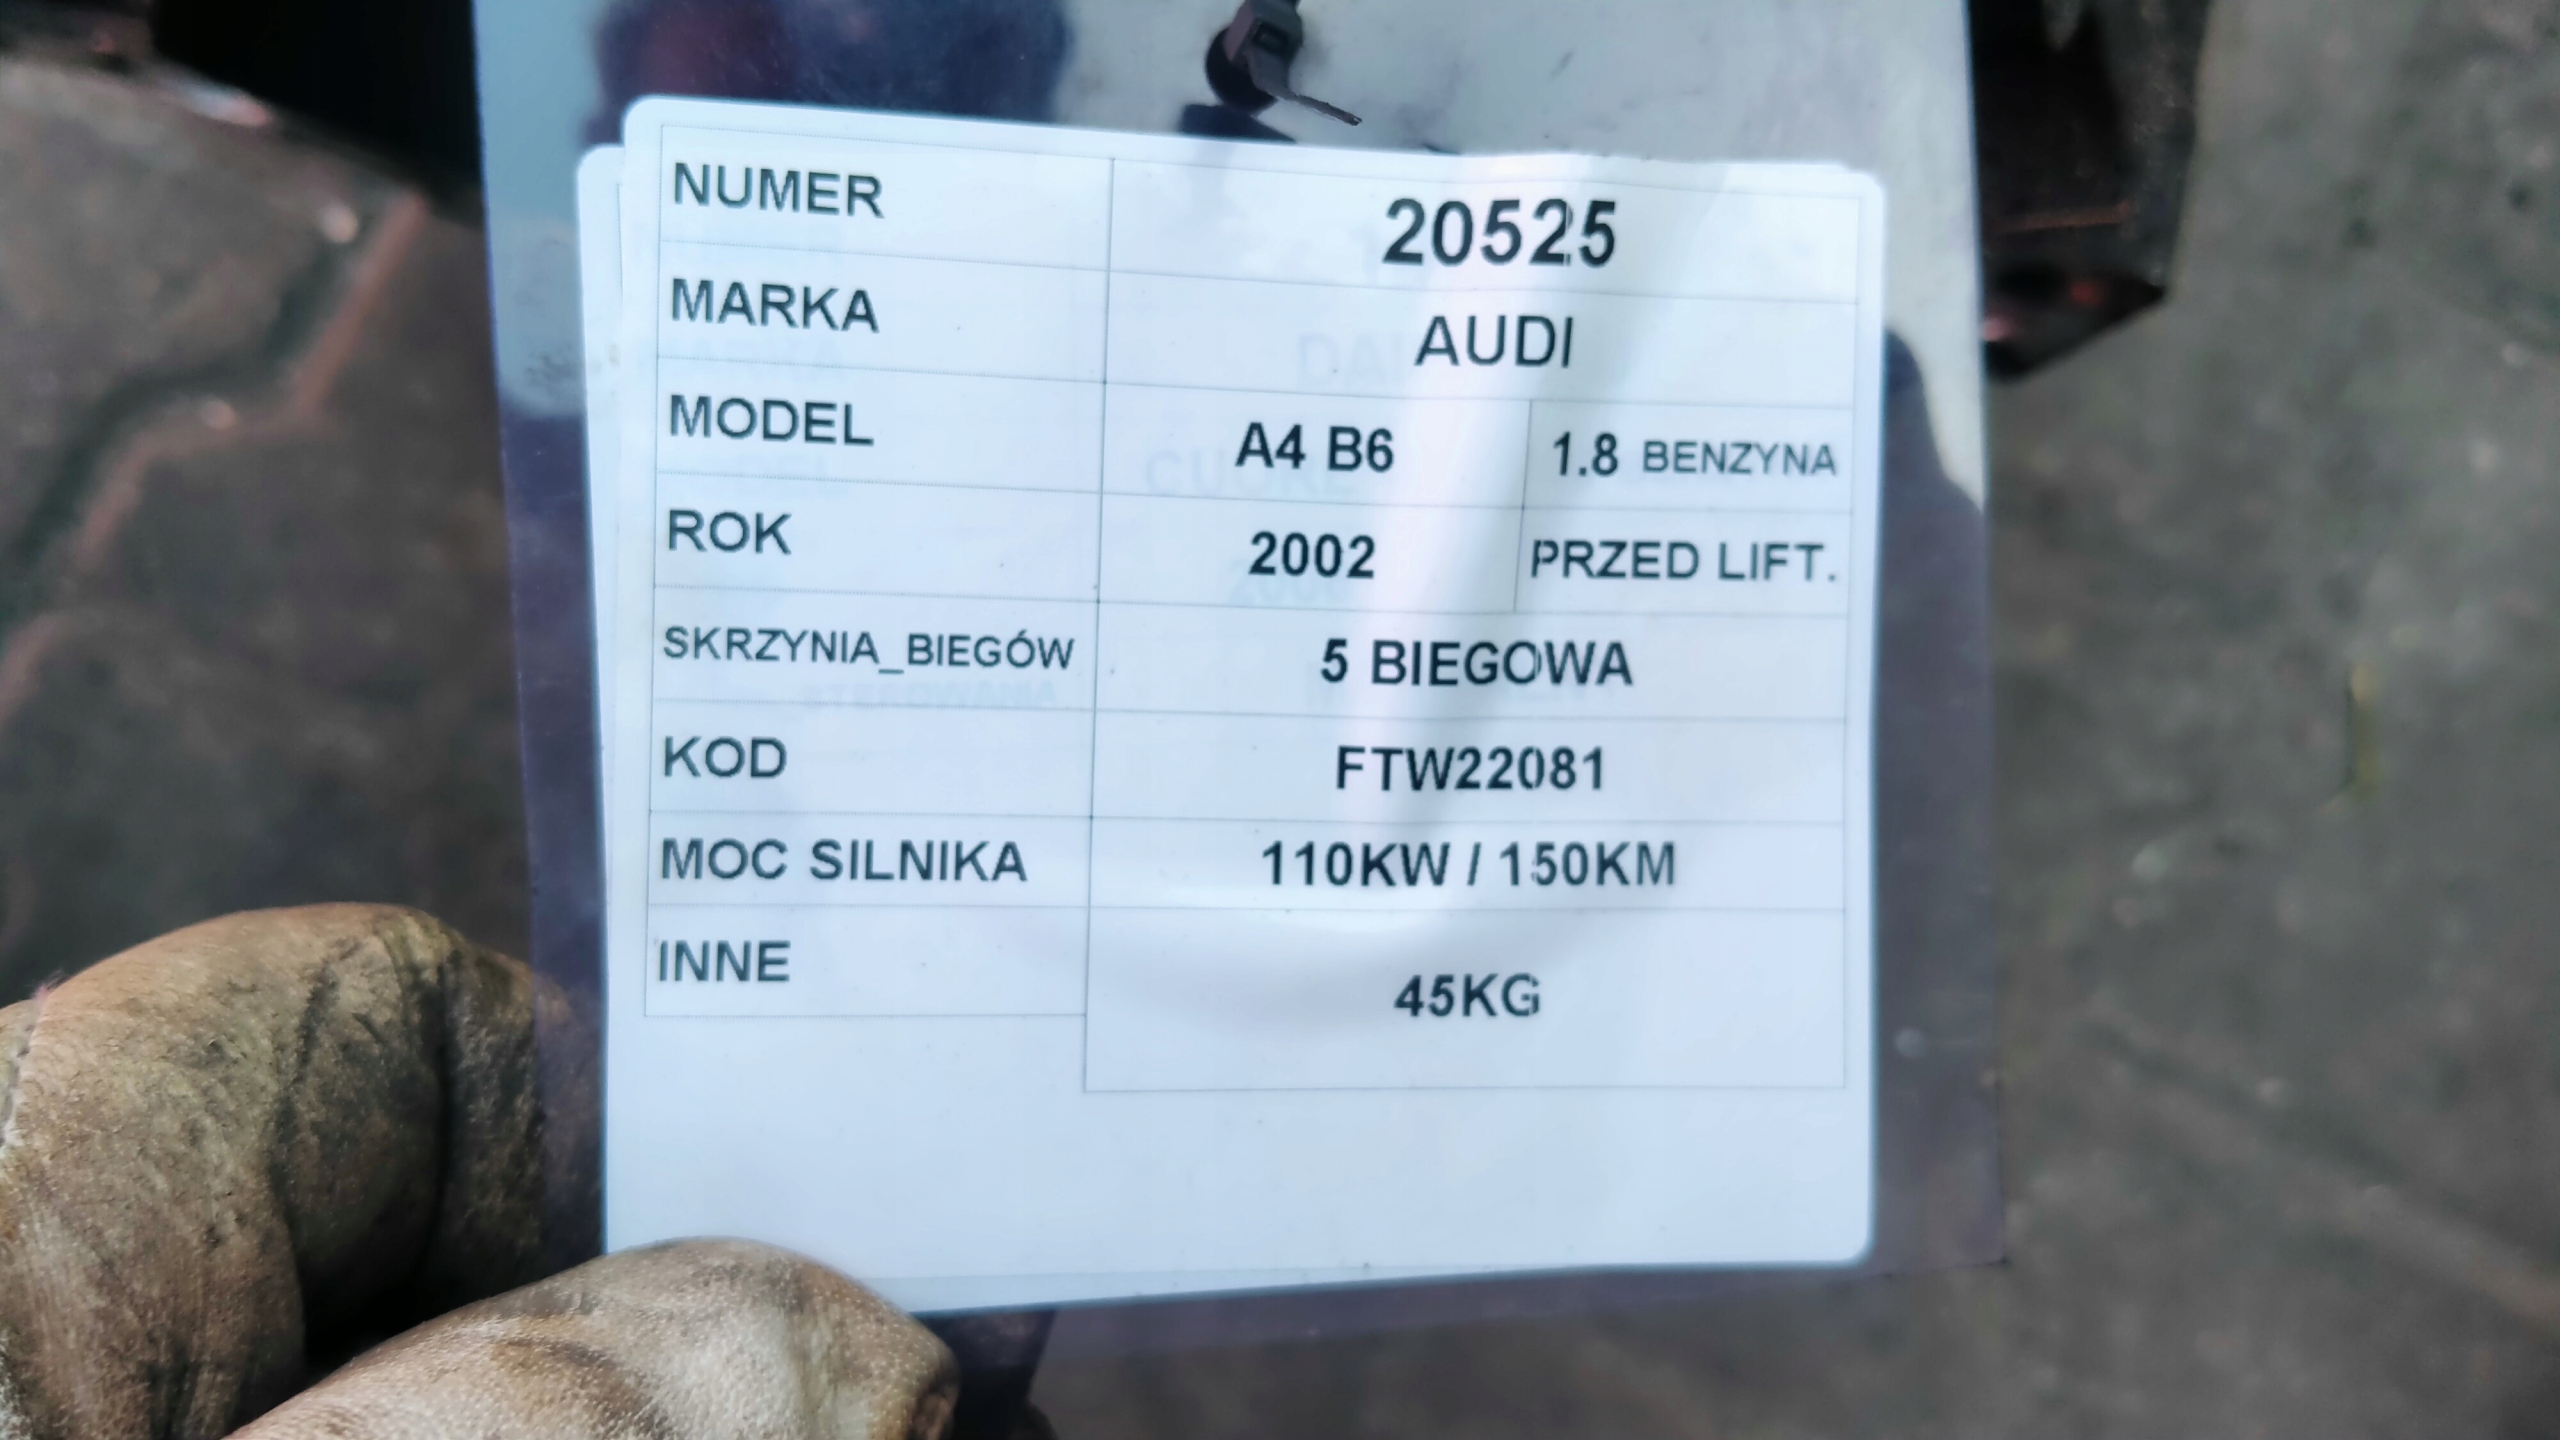 NUMER 20525
MARKA AUDI
MODEL A4 B6 1.8 BENZYNA
ROK 2002 PRZED LIFT.
SKRZYNIA_BIEGÓW 5 BIEGOWA
KOD FTW22081
MOC SILNIKA 110KW / 150KM
INNE 45KG